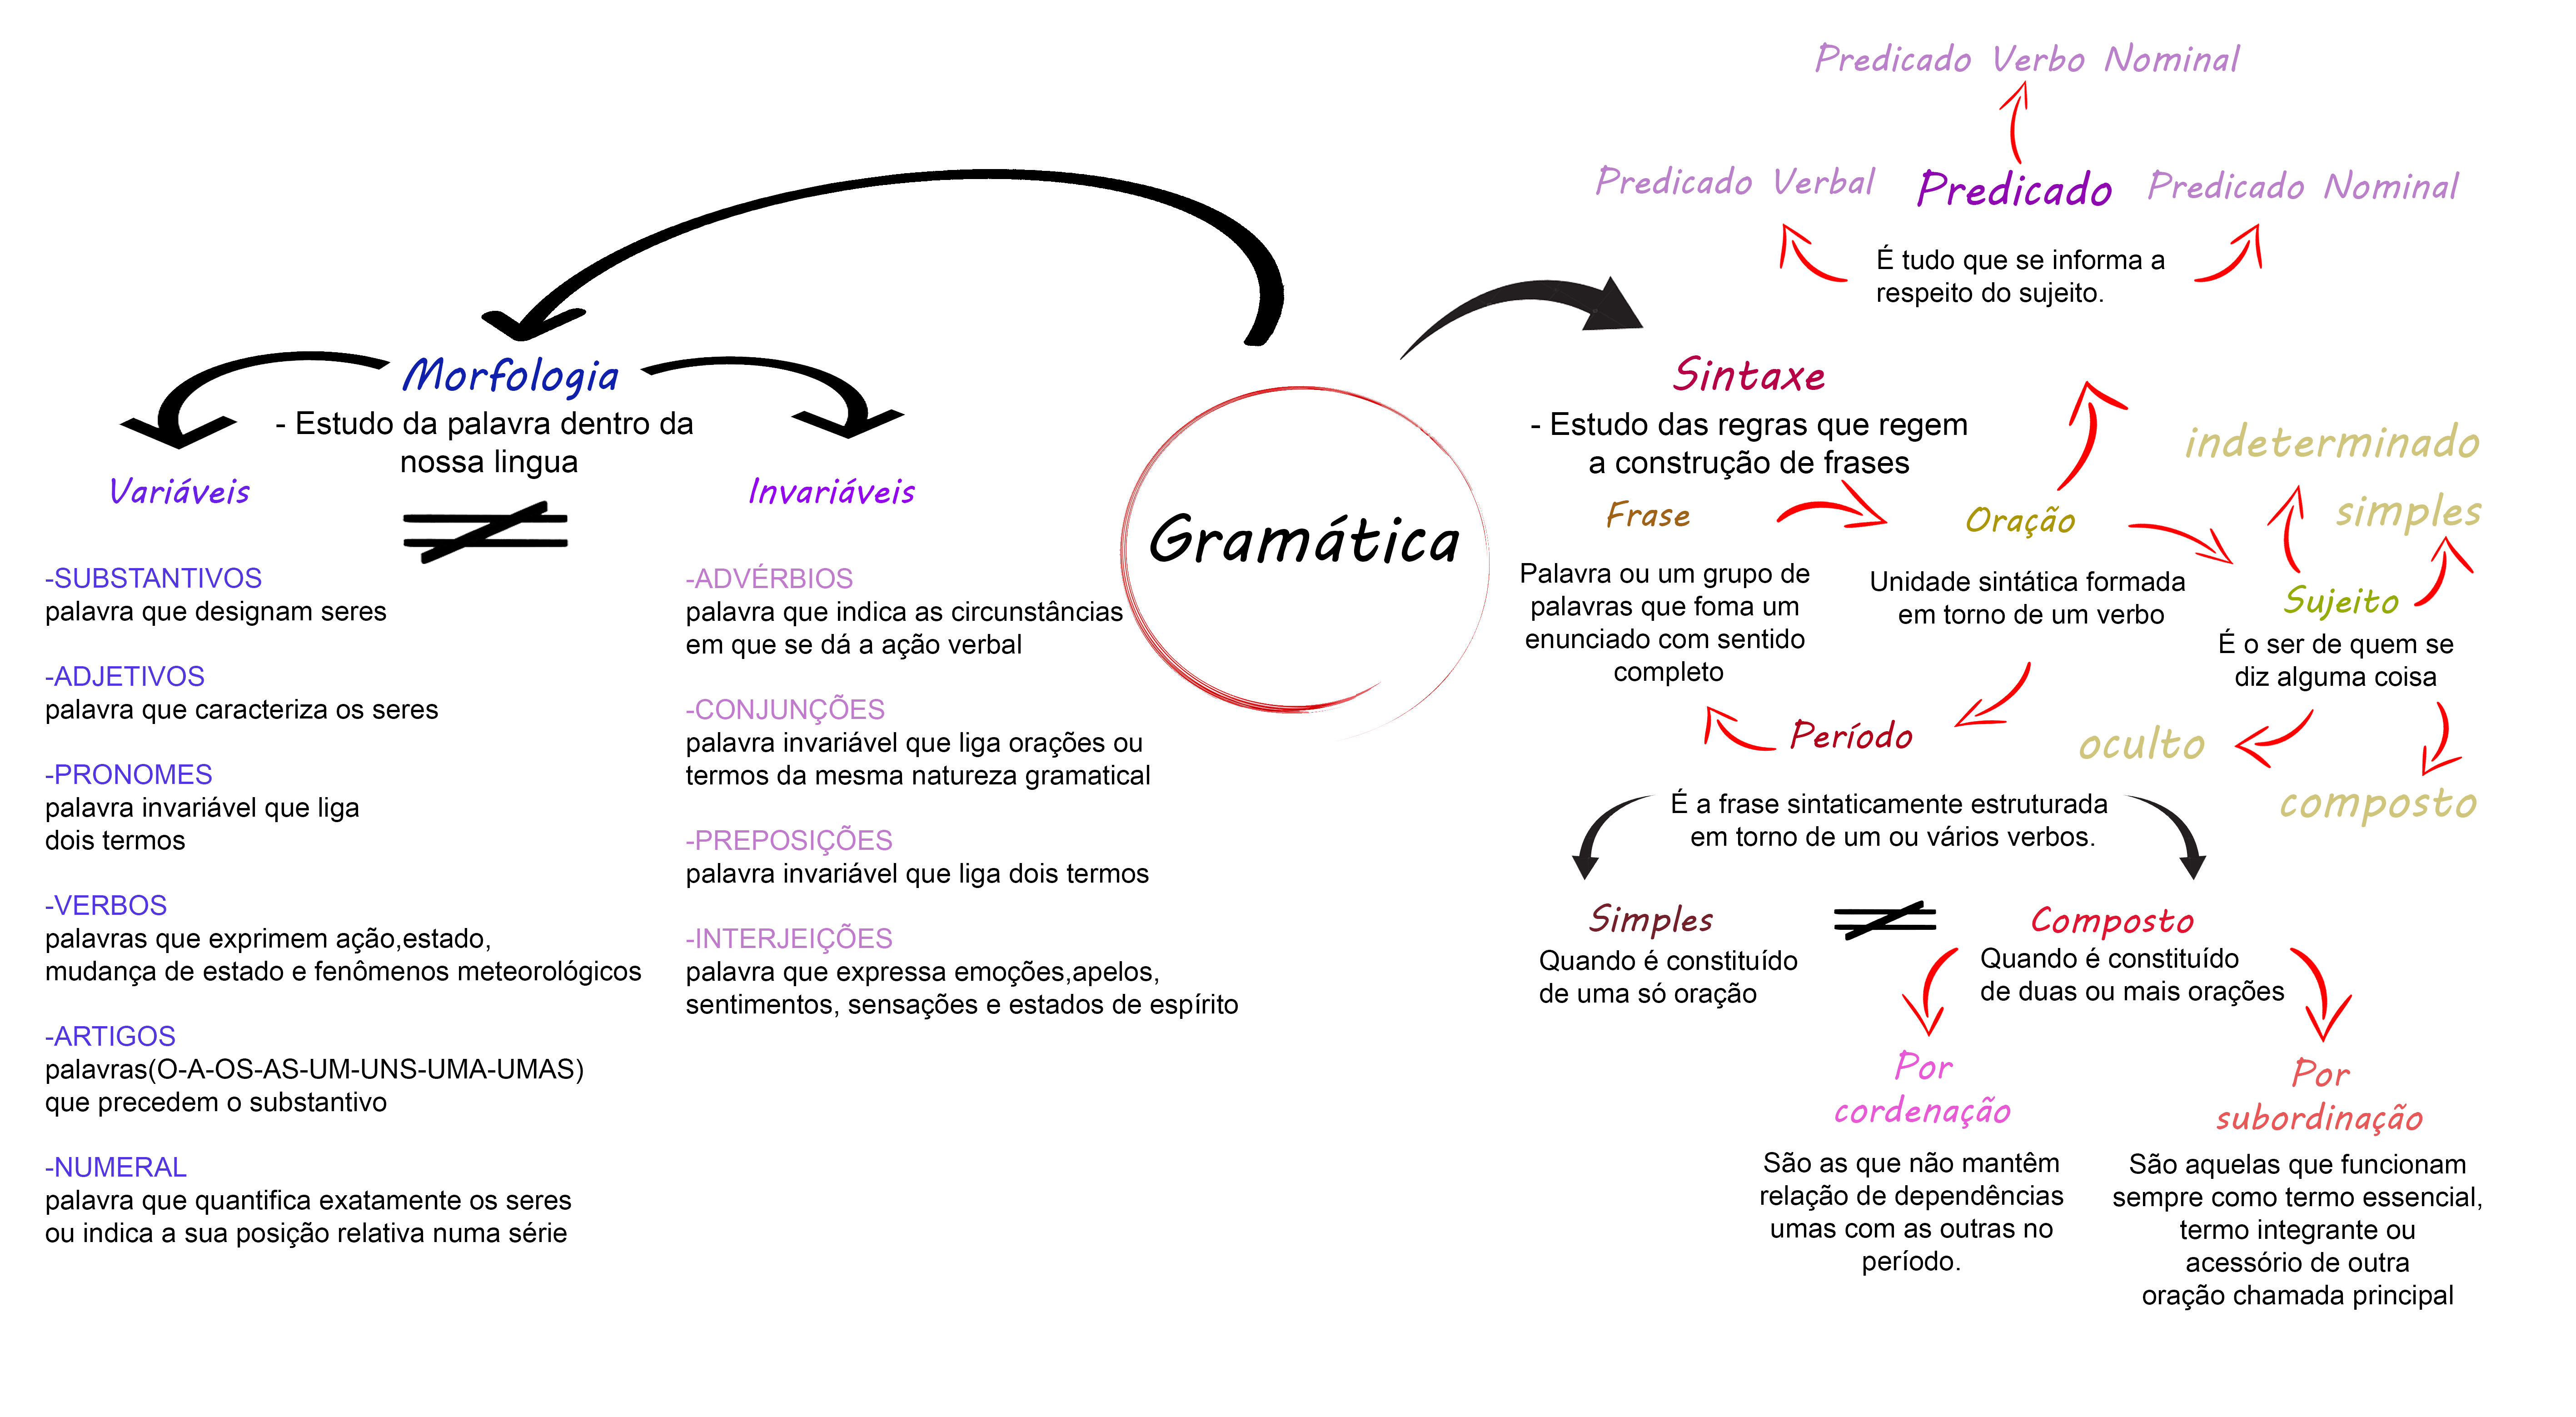 Gramática
Morfologia
- Estudo da palavra dentro da
nossa lingua
Variáveis
-SUBSTANTIVOS
palavra que designam seres
-ADJETIVOS
palavra que caracteriza os seres
-PRONOMES
palavra invariável que liga
dois termos
-VERBOS
palavras que exprimem ação,estado,
mudança de estado e fenômenos meteorológicos
-ARTIGOS
palavras(O-A-OS-AS-UM-UNS-UMA-UMAS)
que precedem o substantivo
-NUMERAL
palavra que quantifica exatamente os seres
ou indica a sua posição relativa numa série
Invariáveis
-ADVÉRBIOS
palavra que indica as circunstâncias
em que se dá a ação verbal
-CONJUNÇÕES
palavra invariável que liga orações ou
termos da mesma natureza gramatical
-PREPOSIÇÕES
palavra invariável que liga dois termos
-INTERJEIÇÕES
palavra que expressa emoções,apelos,
sentimentos, sensações e estados de espírito
Sintaxe
- Estudo das regras que regem
a construção de frases
Frase
Palavra ou um grupo de
palavras que foma um
enunciado com sentido
completo
Oração
Unidade sintática formada
em torno de um verbo
Predicado Verbo Nominal
Predicado Verbal
Predicado
Predicado Nominal
É tudo que se informa a
respeito do sujeito.
indeterminado
simples
Sujeito
É o ser de quem se
diz alguma coisa
oculto
composto
Período
É a frase sintaticamente estruturada
em torno de um ou vários verbos.
Simples
Quando é constituído
de uma só oração
Composto
Quando é constituído
de duas ou mais orações
Por
cordenação
São as que não mantêm
relação de dependências
umas com as outras no
período.
Por
subordinação
São aquelas que funcionam
sempre como termo essencial,
termo integrante ou
acessório de outra
oração chamada principal